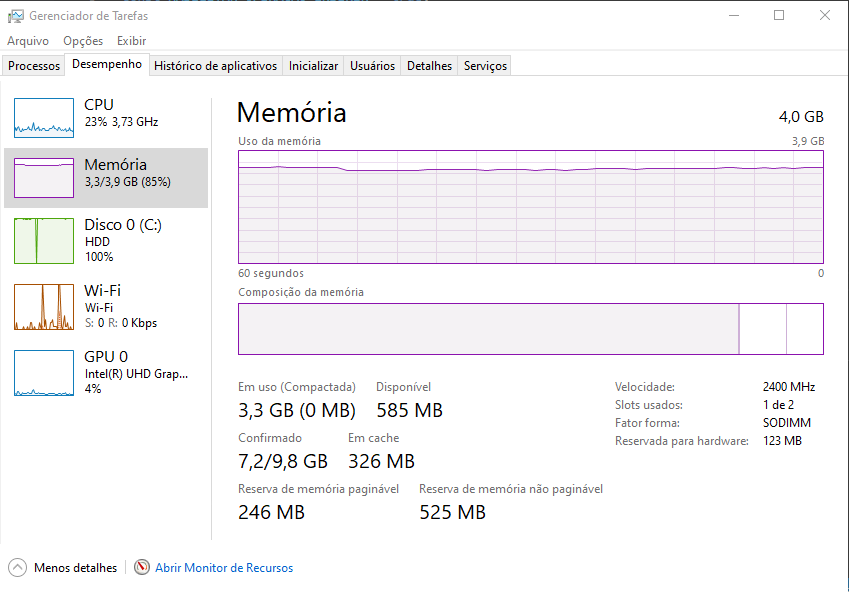 Gerenciador de Tarefas
Arquivo Opções Exibir
Processos Desempenho Histórico de aplicativos Inicializar Usuários Detalhes Serviços
CPU
23% 3,73 GHz
Memória
3,3/3,9 GB (85%)
Disco 0 (C:)
HDD
100%
Wi-Fi
Wi-Fi
S: 0 R: 0 Kbps
GPU 0
Intel(R) UHD Grap...
4%
Memória 4,0 GB
Uso da memória 3,9 GB
60 segundos 0
Composição da memória
Em uso (Compactada) Disponível
3,3 GB (0 MB) 585 MB
Confirmado Em cache
7,2/9,8 GB 326 MB
Reserva de memória paginável Reserva de memória não paginável
246 MB 525 MB
Velocidade: 2400 MHz
Slots usados: 1 de 2
Fator forma: SODIMM
Reservada para hardware: 123 MB
Menos detalhes Abrir Monitor de Recursos